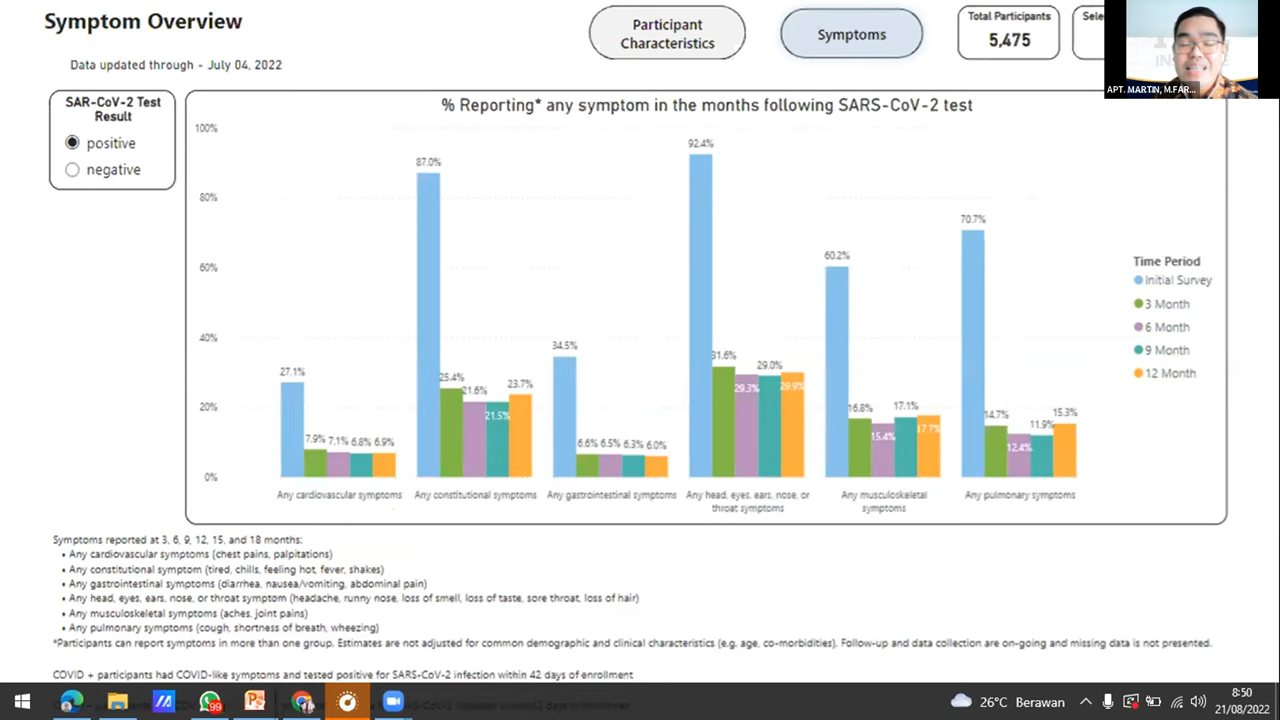 Symptom Overview
Participant
Characteristics
Symptoms
Total Participants
5,475
Sele
APT. MARTIN, M.FAR...
Data updated through - July 04, 2022
SAR-CoV-2 Test
Result
positive
negative
% Reporting* any symptom in the months following SARS-CoV-2 test
100%
80%
60%
40%
20%
0%
27.1%
7.9%
7.1%
6.8%
6.9%
87.0%
25.4%
21.6%
21.5%
23.7%
34.5%
6.6%
6.5%
6.3%
6.0%
92.4%
31.6%
29.3%
29.0%
29.9%
60.2%
16.8%
15.4%
17.1%
17.7%
70.7%
14.7%
12.4%
11.9%
15.3%
Any cardiovascular symptoms
Any constitutional symptoms
Any gastrointestinal symptoms
Any head, eyes, ears, nose, or
throat symptoms
Any musculoskeletal
symptoms
Any pulmonary symptoms
Time Period
Initial Survey
3 Month
6 Month
9 Month
12 Month
Symptoms reported at 3, 6, 9, 12, 15, and 18 months:
• Any cardiovascular symptoms (chest pains, palpitations)
• Any constitutional symptom (tired, chills, feeling hot, fever, shakes)
• Any gastrointestinal symptoms (diarrhea, nausea/vomiting, abdominal pain)
• Any head, eyes, ears, nose, or throat symptom (headache, runny nose, loss of smell, loss of taste, sore throat, loss of hair)
• Any musculoskeletal symptoms (aches, joint pains)
• Any pulmonary symptoms (cough, shortness of breath, wheezing)
*Participants can report symptoms in more than one group. Estimates are not adjusted for common demographic and clinical characteristics (e.g. age, co-morbidities). Follow-up and data collection are on-going and missing data is not presented.
COVID + participants had COVID-like symptoms and tested positive for SARS-CoV-2 infection within 42 days of enrollment
99
26°C Berawan
8:50
21/08/2022